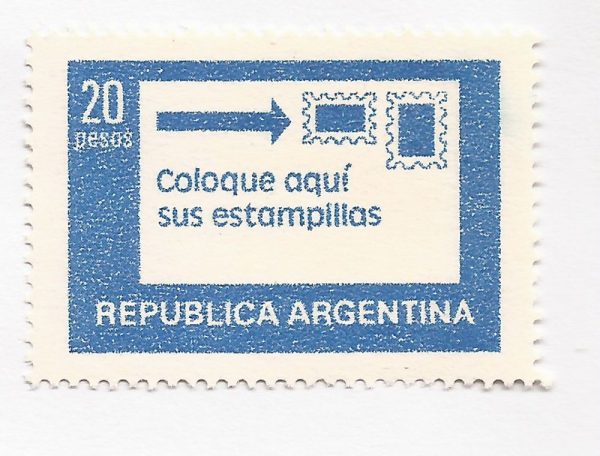 20
pesos
Coloque aquí
sus estampillas
REPUBLICA ARGENTINA